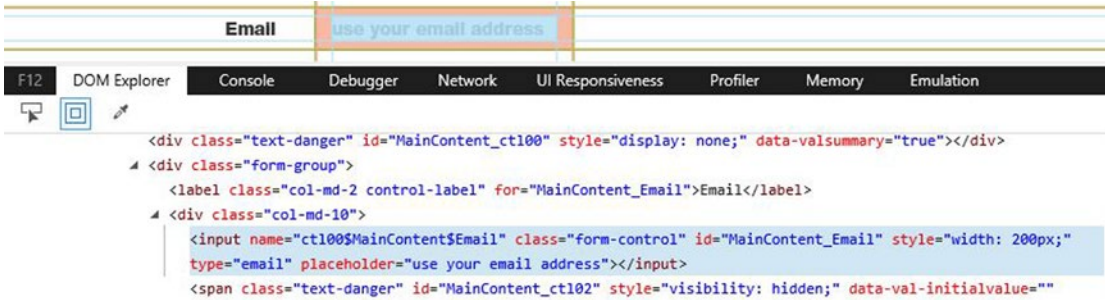 Email use your email address
F12 DOM Explorer Console Debugger Network UI Responsiveness Profiler Memory Emulation
<div class="text-danger" id="MainContent_ctl00" style="display: none;" data-valsummary="true"></div>
<div class="form-group">
<label class="col-md-2 control-label" for="MainContent_Email">Email</label>
<div class="col-md-10">
<input name="ctl00$MainContent$Email" class="form-control" id="MainContent_Email" style="width: 200px;"
type="email" placeholder="use your email address"></input>
<span class="text-danger" id="MainContent_ctl02" style="visibility: hidden;" data-val-initialvalue=""